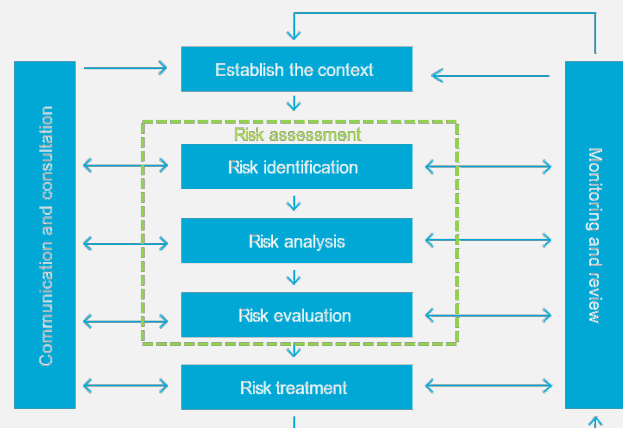 Establish the context
Risk assessment
Risk identification
Risk analysis
Risk evaluation
Risk treatment
Communication and consultation
Monitoring and review